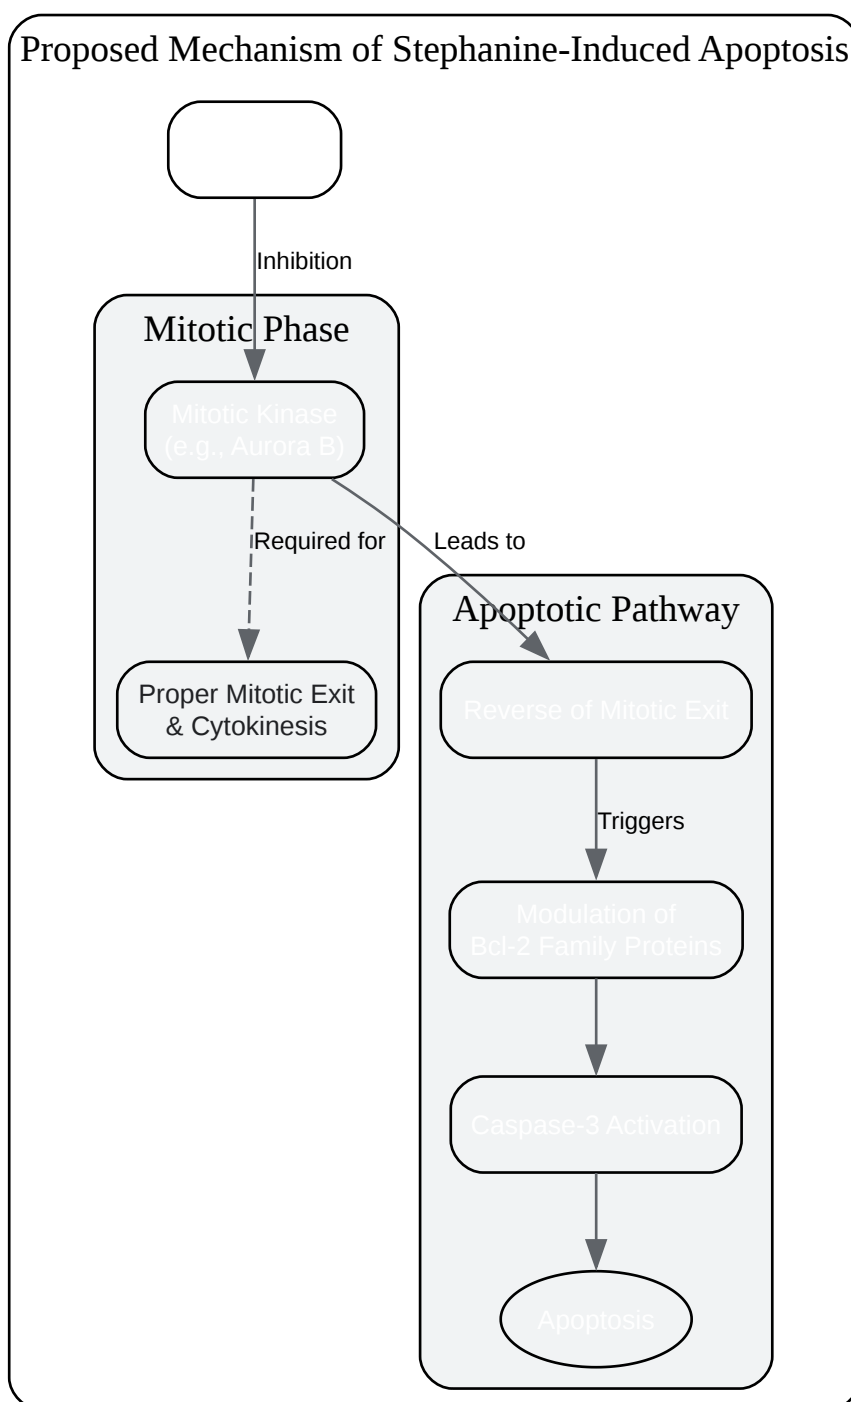 Proposed Mechanism of Stephanine-Induced Apoptosis
Inhibition
Mitotic Phase
Mitotic Kinase
(e.g., Aurora B)
Required for
Leads to
Apoptotic Pathway
Proper Mitotic Exit
& Cytokinesis
Reverse of Mitotic Exit
Triggers
Modulation of
Bcl-2 Family Proteins
Caspase-3 Activation
Apoptosis